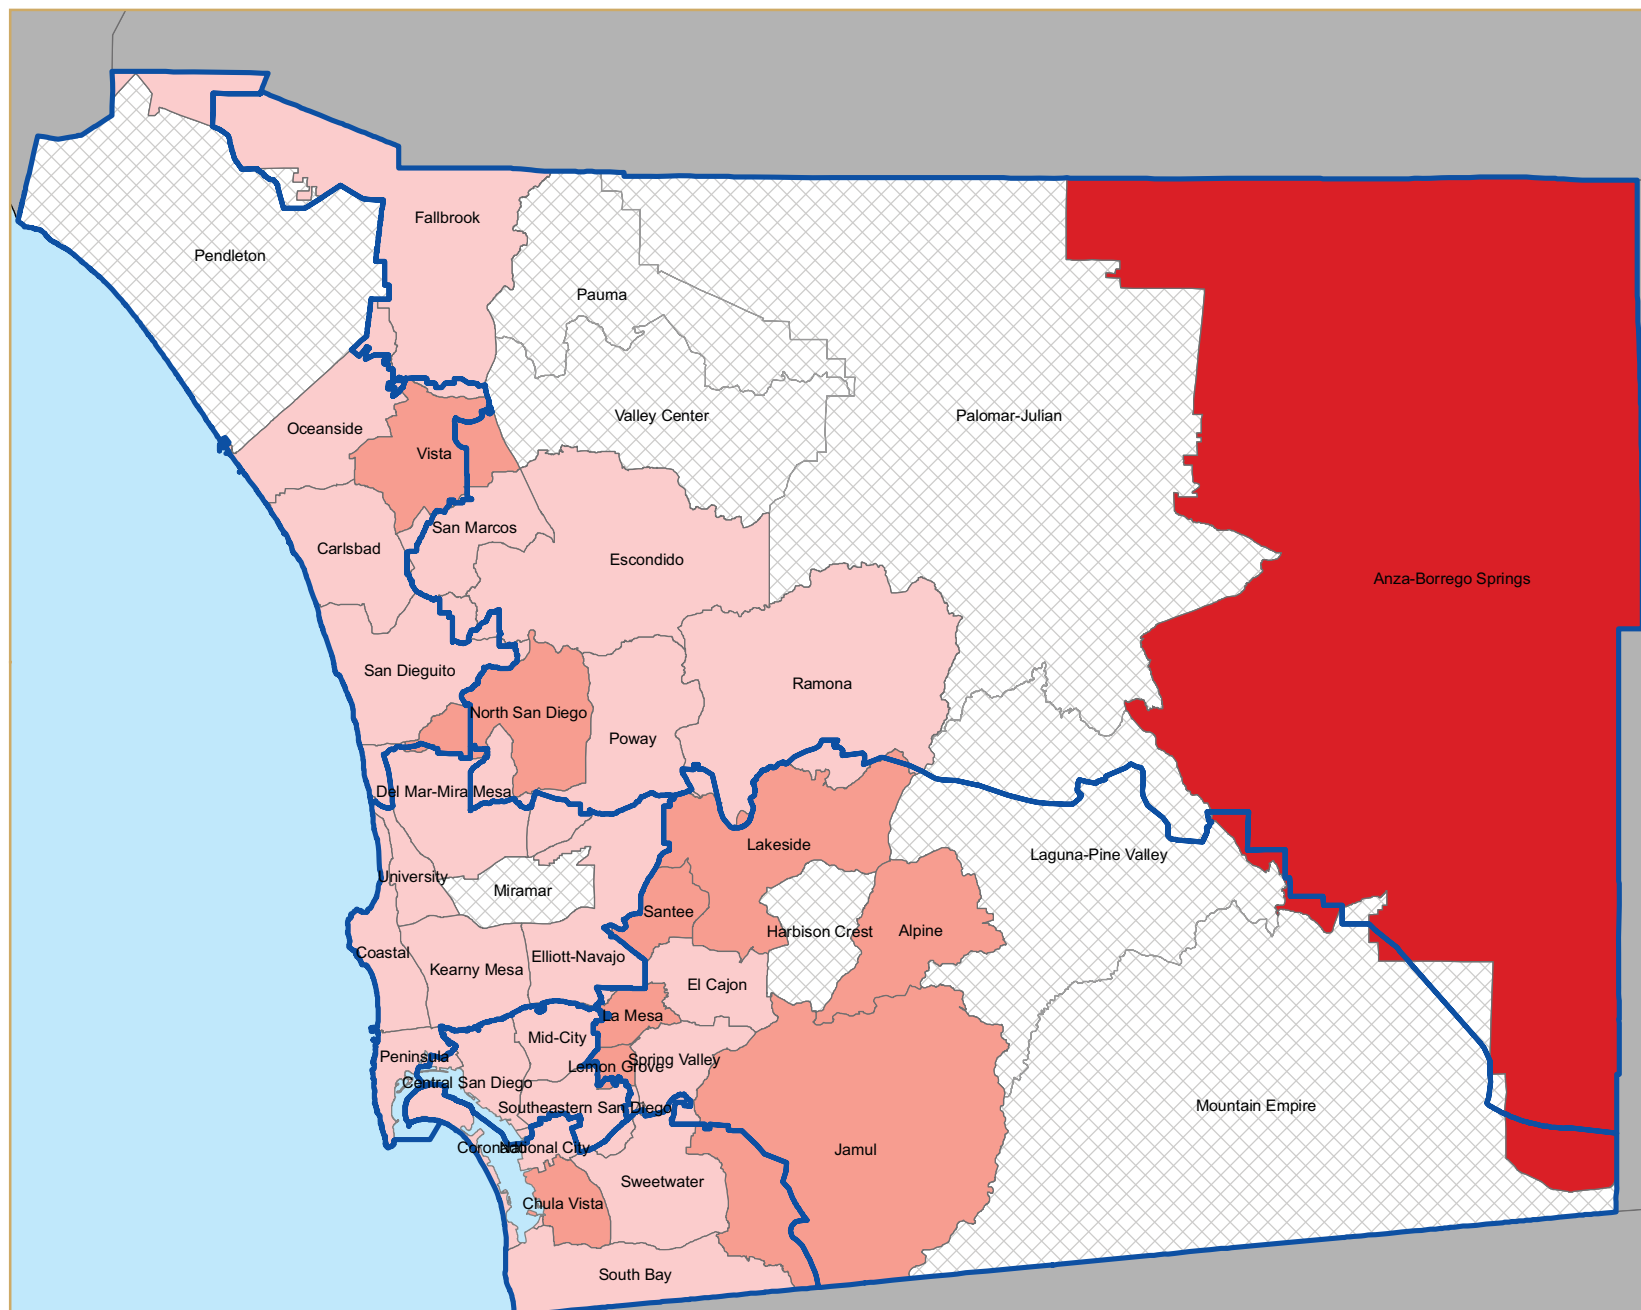 Fallbrook
Pendleton
Pauma
Valley Center
Palomar-Julian
Oceanside
Vista
San Marcos
Carlsbad
Escondido
Anza-Borrego Springs
San Dieguito
Ramona
North San Diego
Poway
Del Mar-Mira Mesa
Lakeside
Laguna-Pine Valley
University
Miramar
Santee
Harbison Crest
Alpine
Coastal
Elliott-Navajo
Kearny Mesa
El Cajon
La Mesa
Mid-City
Peninsula
Spring Valley
Lemon Grove
Central San Diego
Southeastern San Diego
Mountain Empire
Coronado
National City
Jamul
Sweetwater
Chula Vista
South Bay